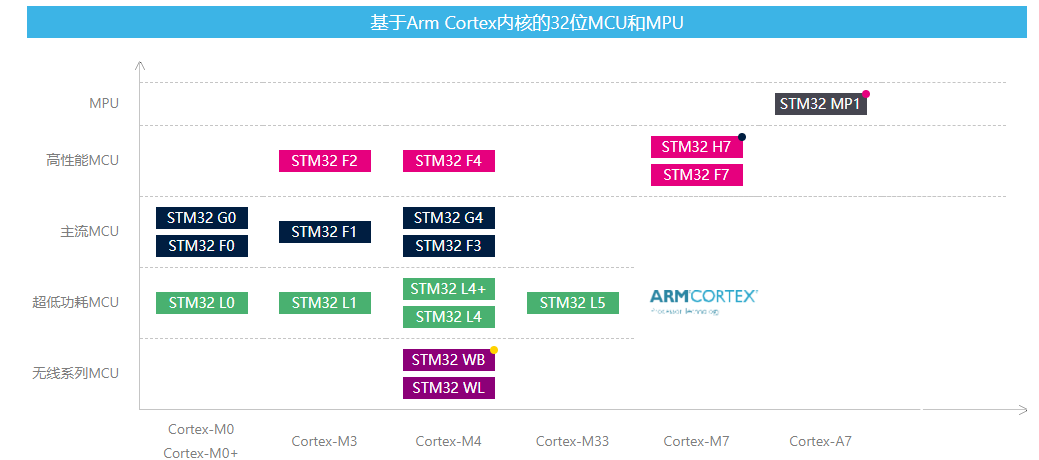 基于Arm Cortex内核的32位MCU和MPU
MPU
STM32 MP1
高性能MCU
STM32 F2
STM32 F4
STM32 H7
STM32 F7
主流MCU
STM32 G0
STM32 F0
STM32 F1
STM32 G4
STM32 F3
超低功耗MCU
STM32 L0
STM32 L1
STM32 L4+
STM32 L4
STM32 L5
ARM®CORTEX®
Processor Technology
无线系列MCU
STM32 WB
STM32 WL
Cortex-M0
Cortex-M0+
Cortex-M3
Cortex-M4
Cortex-M33
Cortex-M7
Cortex-A7